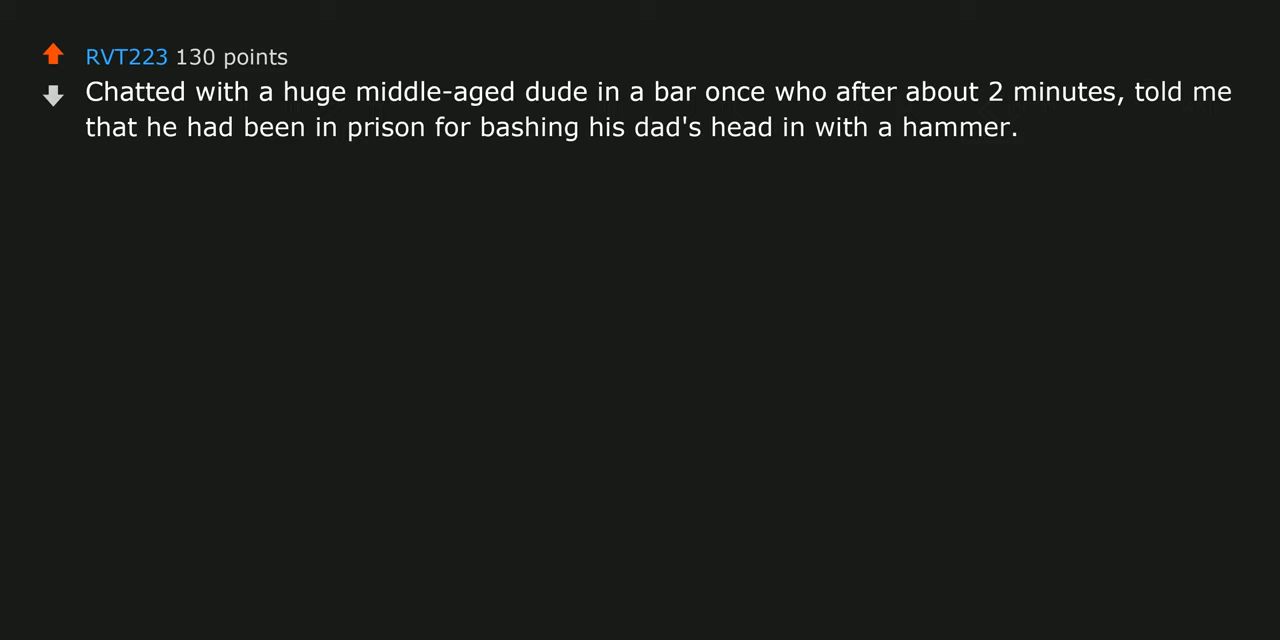 RVT223 130 points
Chatted with a huge middle-aged dude in a bar once who after about 2 minutes, told me
that he had been in prison for bashing his dad's head in with a hammer.